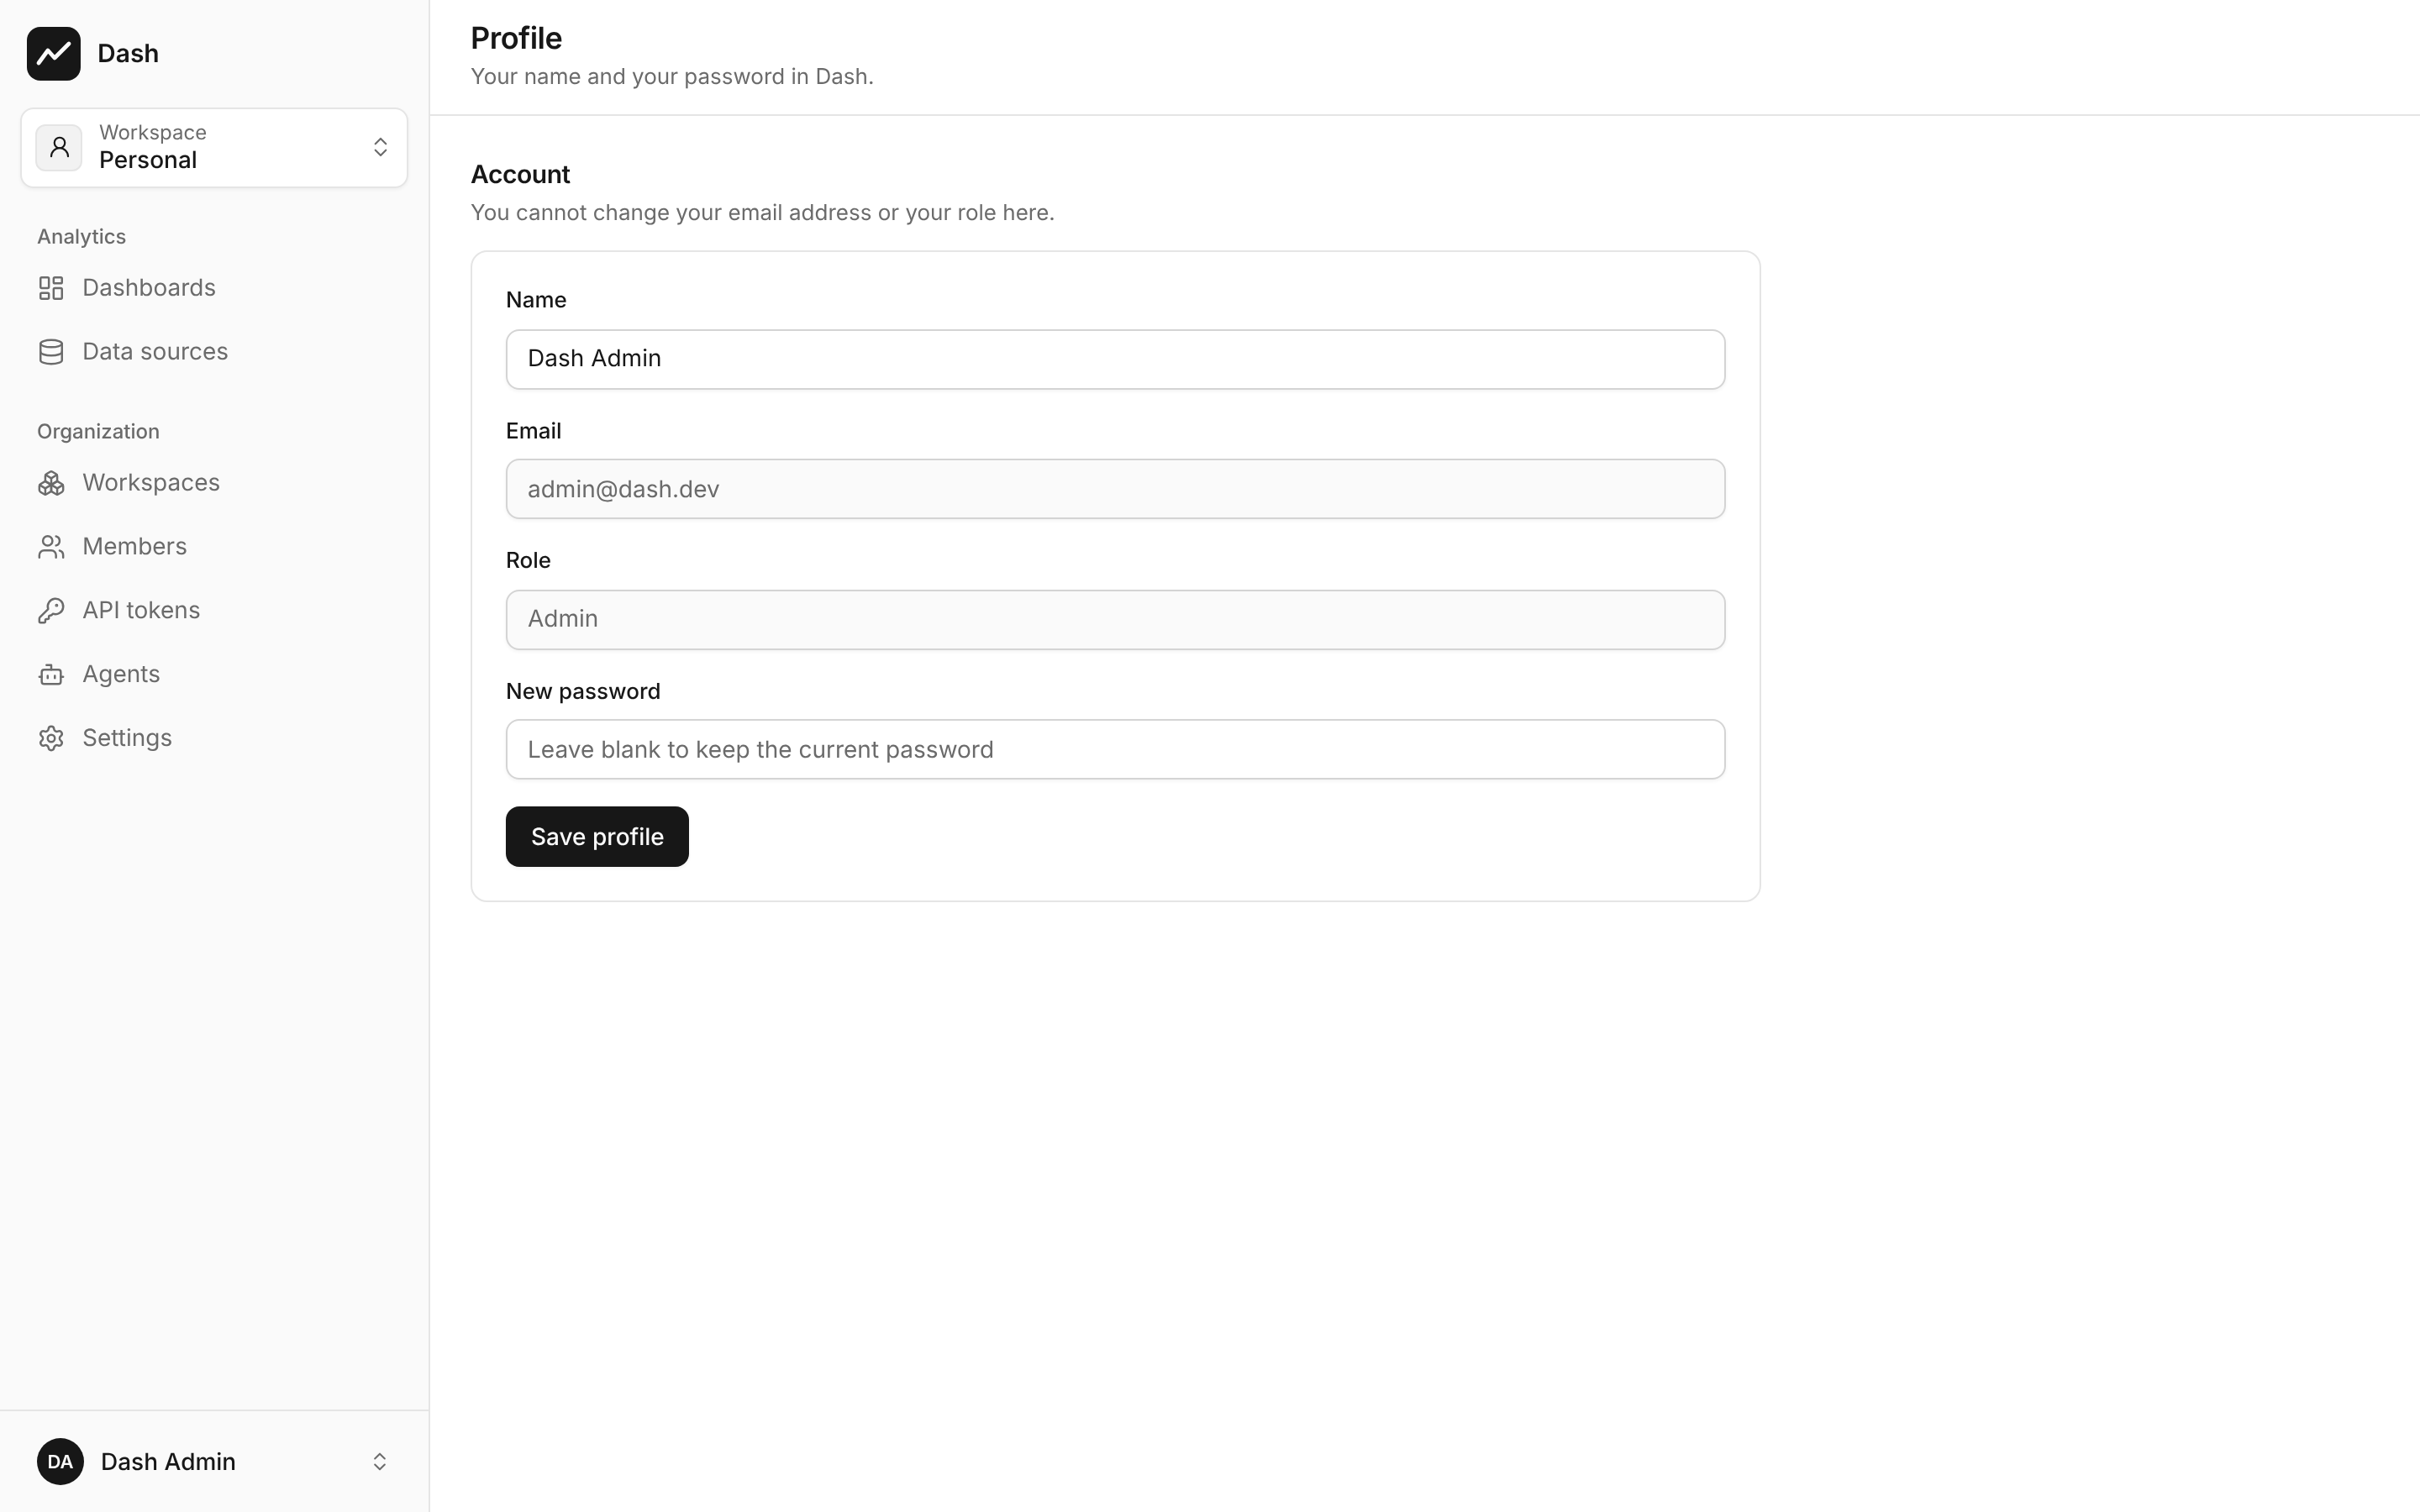 Dash
Workspace
Personal
Analytics
Dashboards
Data sources
Organization
Workspaces
Members
API tokens
Agents
Settings
DA
Dash Admin
Profile
Your name and your password in Dash.
Account
You cannot change your email address or your role here.
Name
Dash Admin
Email
admin@dash.dev
Role
Admin
New password
Leave blank to keep the current password
Save profile